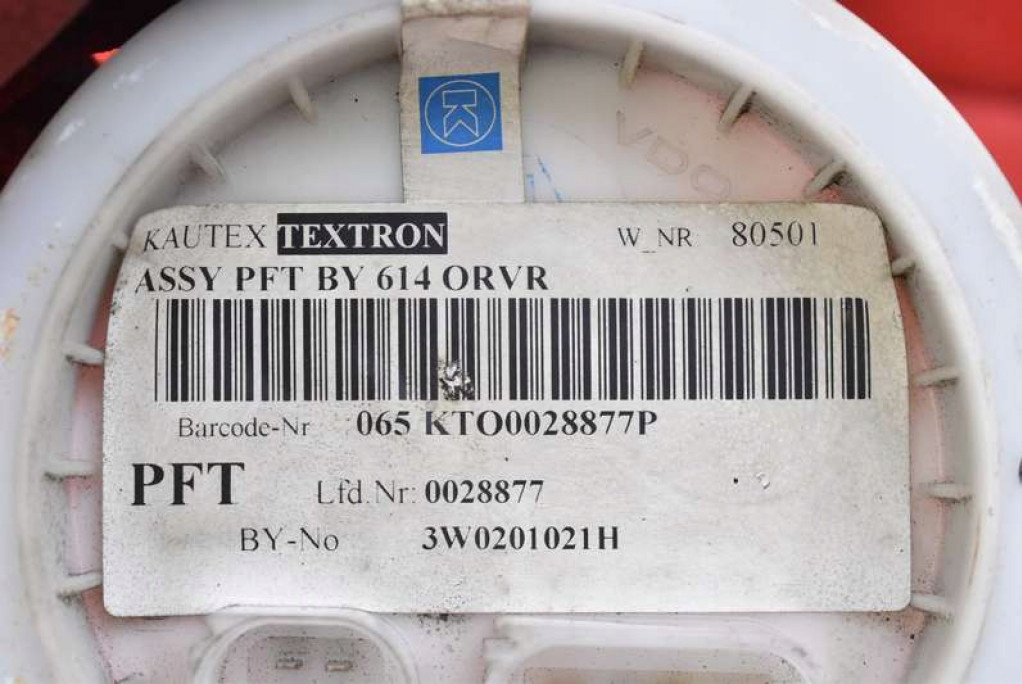 K
VDO
KAUTEX TEXTRON W_NR 80501
ASSY PFT BY 614 ORVR
Barcode-Nr 065 KTO0028877P
PFT Lfd.Nr: 0028877
BY-No 3W0201021H